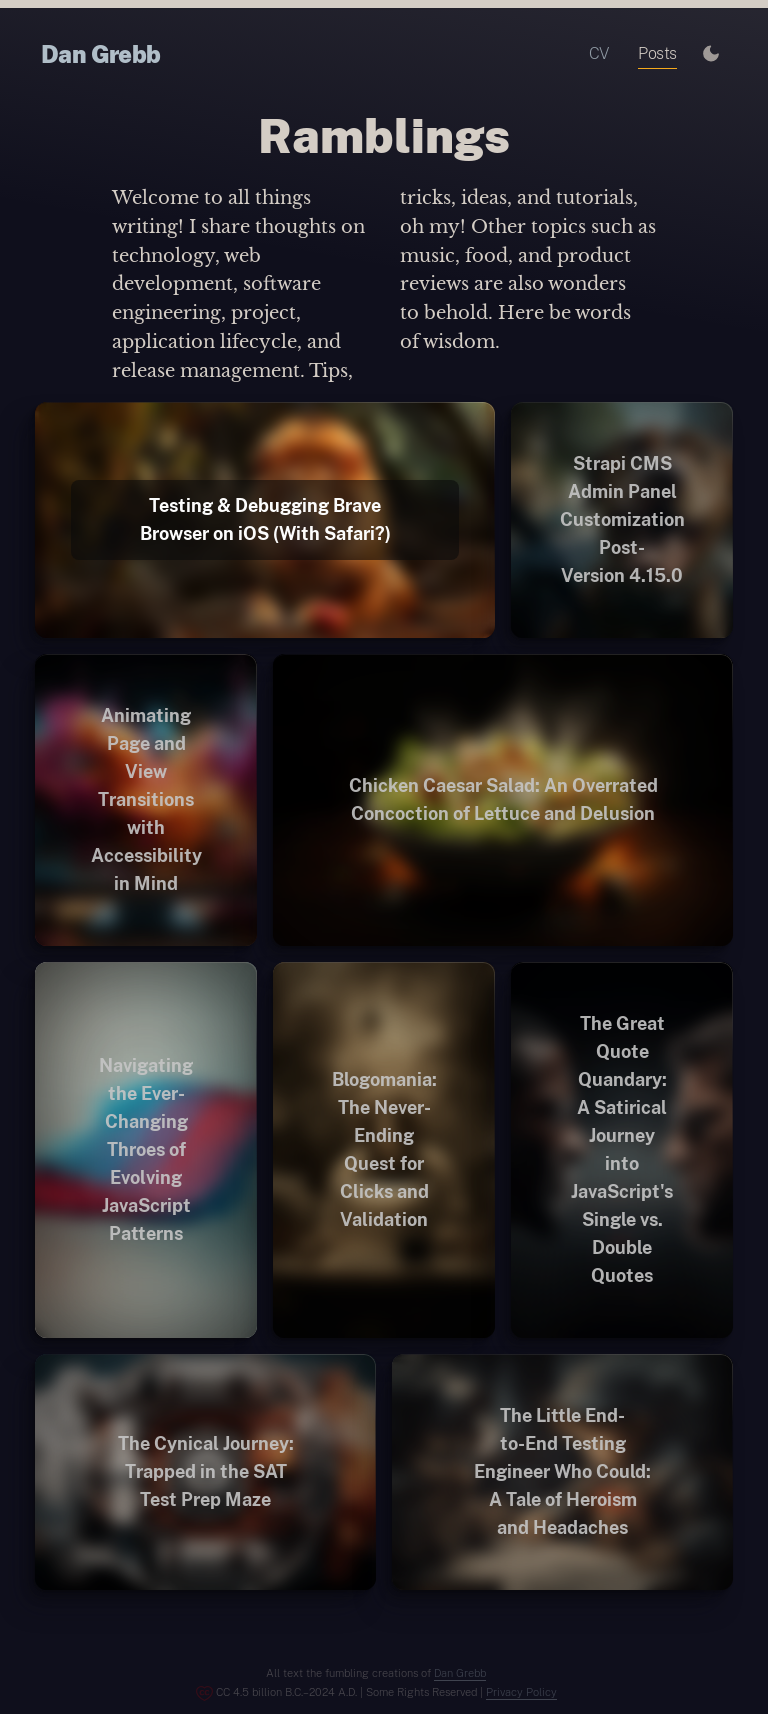 Dan Grebb
CV
Posts
Ramblings
Welcome to all things
writing! I share thoughts on
technology, web
development, software
engineering, project,
application lifecycle, and
release management. Tips,
tricks, ideas, and tutorials,
oh my! Other topics such as
music, food, and product
reviews are also wonders
to behold. Here be words
of wisdom.
Testing & Debugging Brave
Browser on iOS (With Safari?)
Strapi CMS
Admin Panel
Customization
Post-
Version 4.15.0
Animating
Page and
View
Transitions
with
Accessibility
in Mind
Chicken Caesar Salad: An Overrated
Concoction of Lettuce and Delusion
Navigating
the Ever-
Changing
Throes of
Evolving
JavaScript
Patterns
Blogomania:
The Never-
Ending
Quest for
Clicks and
Validation
The Great
Quote
Quandary:
A Satirical
Journey
into
JavaScript's
Single vs.
Double
Quotes
The Cynical Journey:
Trapped in the SAT
Test Prep Maze
The Little End-
to-End Testing
Engineer Who Could:
A Tale of Heroism
and Headaches
All text the fumbling creations of Dan Grebb
CC 4.5 billion B.C.–2024 A.D. | Some Rights Reserved | Privacy Policy